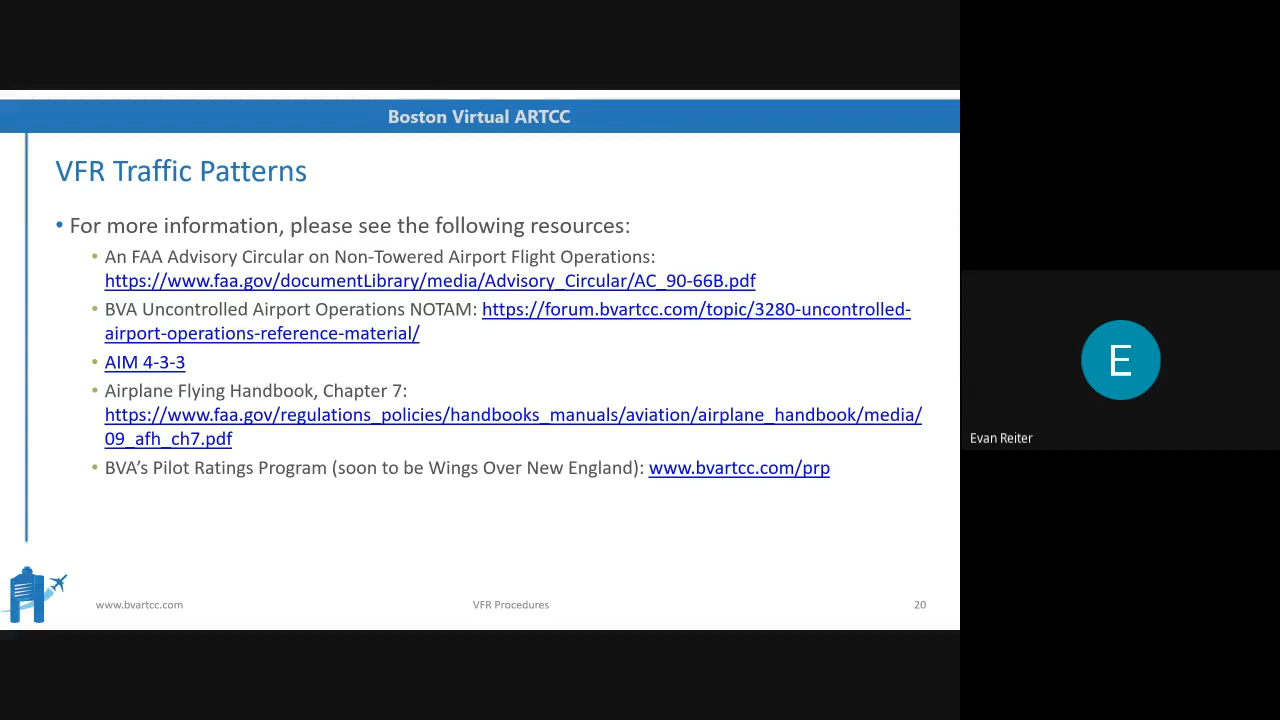 Boston Virtual ARTCC
VFR Traffic Patterns
• For more information, please see the following resources:
• An FAA Advisory Circular on Non-Towered Airport Flight Operations:
https://www.faa.gov/documentLibrary/media/Advisory_Circular/AC_90-66B.pdf
• BVA Uncontrolled Airport Operations NOTAM: https://forum.bvartcc.com/topic/3280-uncontrolled-
airport-operations-reference-material/
• AIM 4-3-3
• Airplane Flying Handbook, Chapter 7:
https://www.faa.gov/regulations_policies/handbooks_manuals/aviation/airplane_handbook/media/
09_afh_ch7.pdf
• BVA’s Pilot Ratings Program (soon to be Wings Over New England): www.bvartcc.com/prp
www.bvartcc.com
VFR Procedures
20
E
Evan Reiter